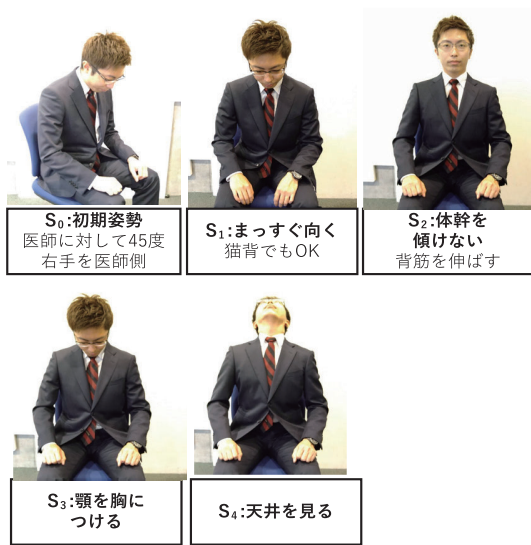 S₀:初期姿勢
医師に対して45度
右手を医師側
S₁:まっすぐ向く
猫背でもOK
S₂:体幹を
傾けない
背筋を伸ばす
S₃:顎を胸に
つける
S₄:天井を見る